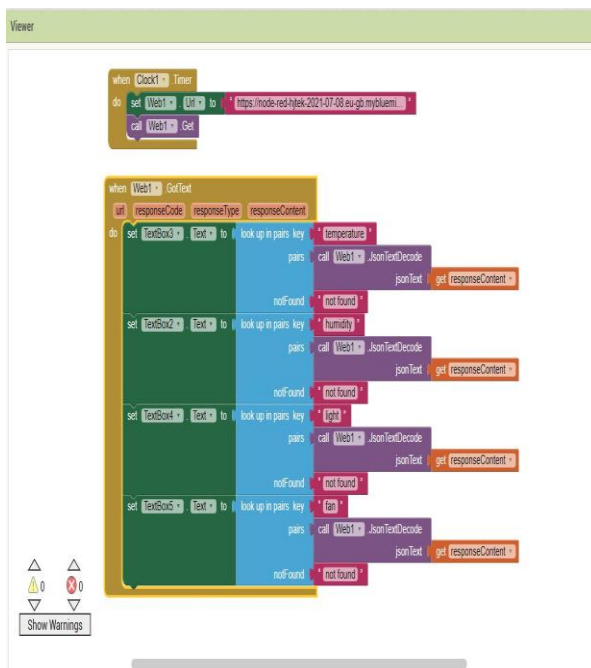 Viewer
when Clock1 .Timer
do set Web1 . Url to " https://node-red-hjtek-2021-07-08.eu-gb.mybluemi... "
call Web1 .Get
when Web1 .GotText
url responseCode responseType responseContent
do set TextBox3 . Text to look up in pairs key " temperature "
pairs call Web1 .JsonTextDecode
jsonText get responseContent
notFound " not found "
set TextBox2 . Text to look up in pairs key " humidity "
pairs call Web1 .JsonTextDecode
jsonText get responseContent
notFound " not found "
set TextBox4 . Text to look up in pairs key " light "
pairs call Web1 .JsonTextDecode
jsonText get responseContent
notFound " not found "
set TextBox5 . Text to look up in pairs key " fan "
pairs call Web1 .JsonTextDecode
jsonText get responseContent
notFound " not found "
0 0
Show Warnings